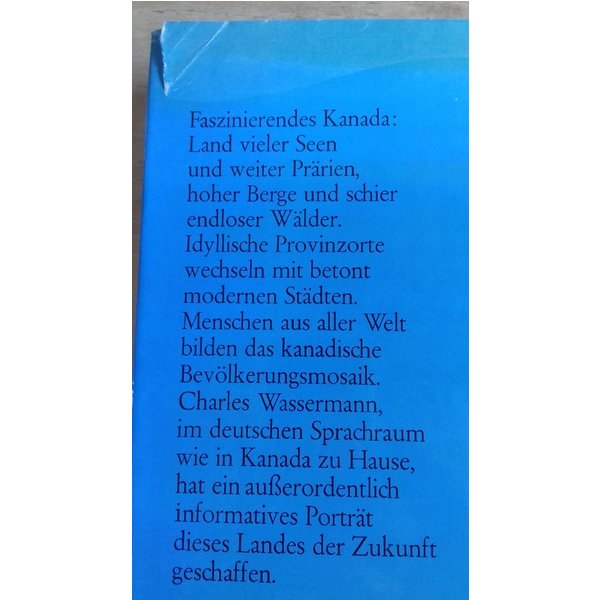 Faszinierendes Kanada:
Land vieler Seen
und weiter Prärien,
hoher Berge und schier
endloser Wälder.
Idyllische Provinzorte
wechseln mit betont
modernen Städten.
Menschen aus aller Welt
bilden das kanadische
Bevölkerungsmosaik.
Charles Wassermann,
im deutschen Sprachraum
wie in Kanada zu Hause,
hat ein außerordentlich
informatives Porträt
dieses Landes der Zukunft
geschaffen.